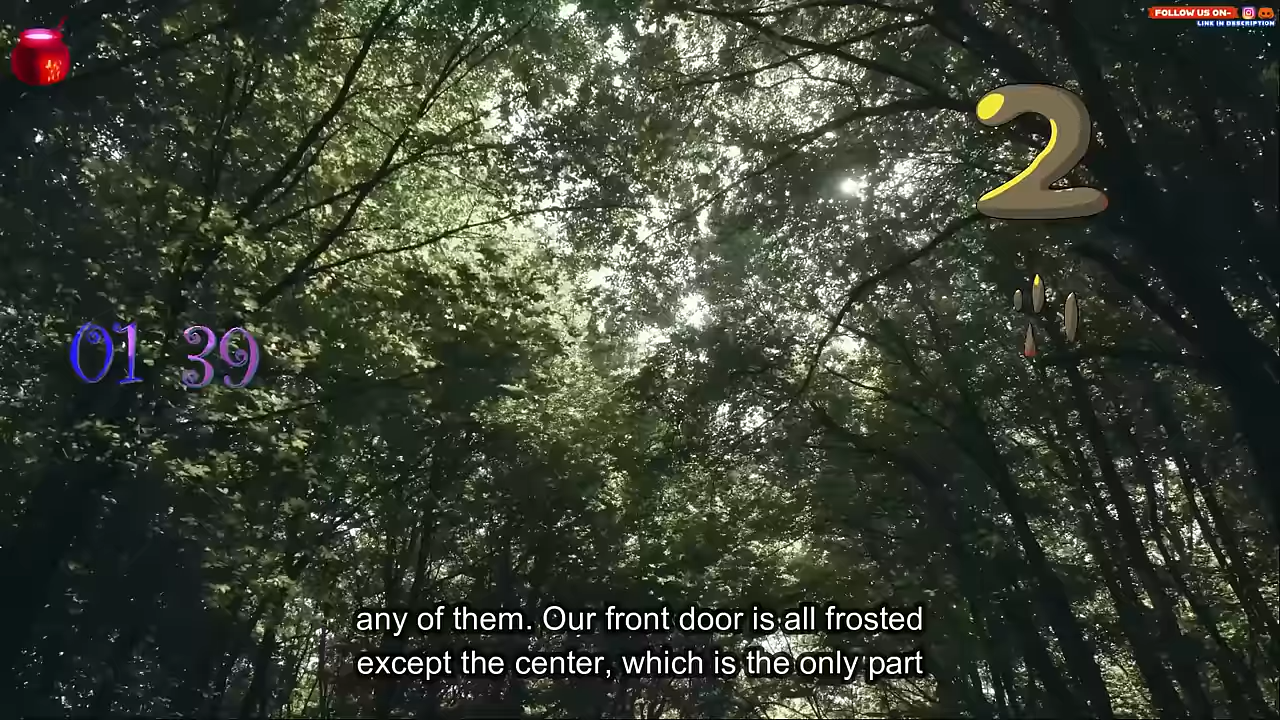 FOLLOW US ON-
LINK IN DESCRIPTION
2
01 39
any of them. Our front door is all frosted
except the center, which is the only part